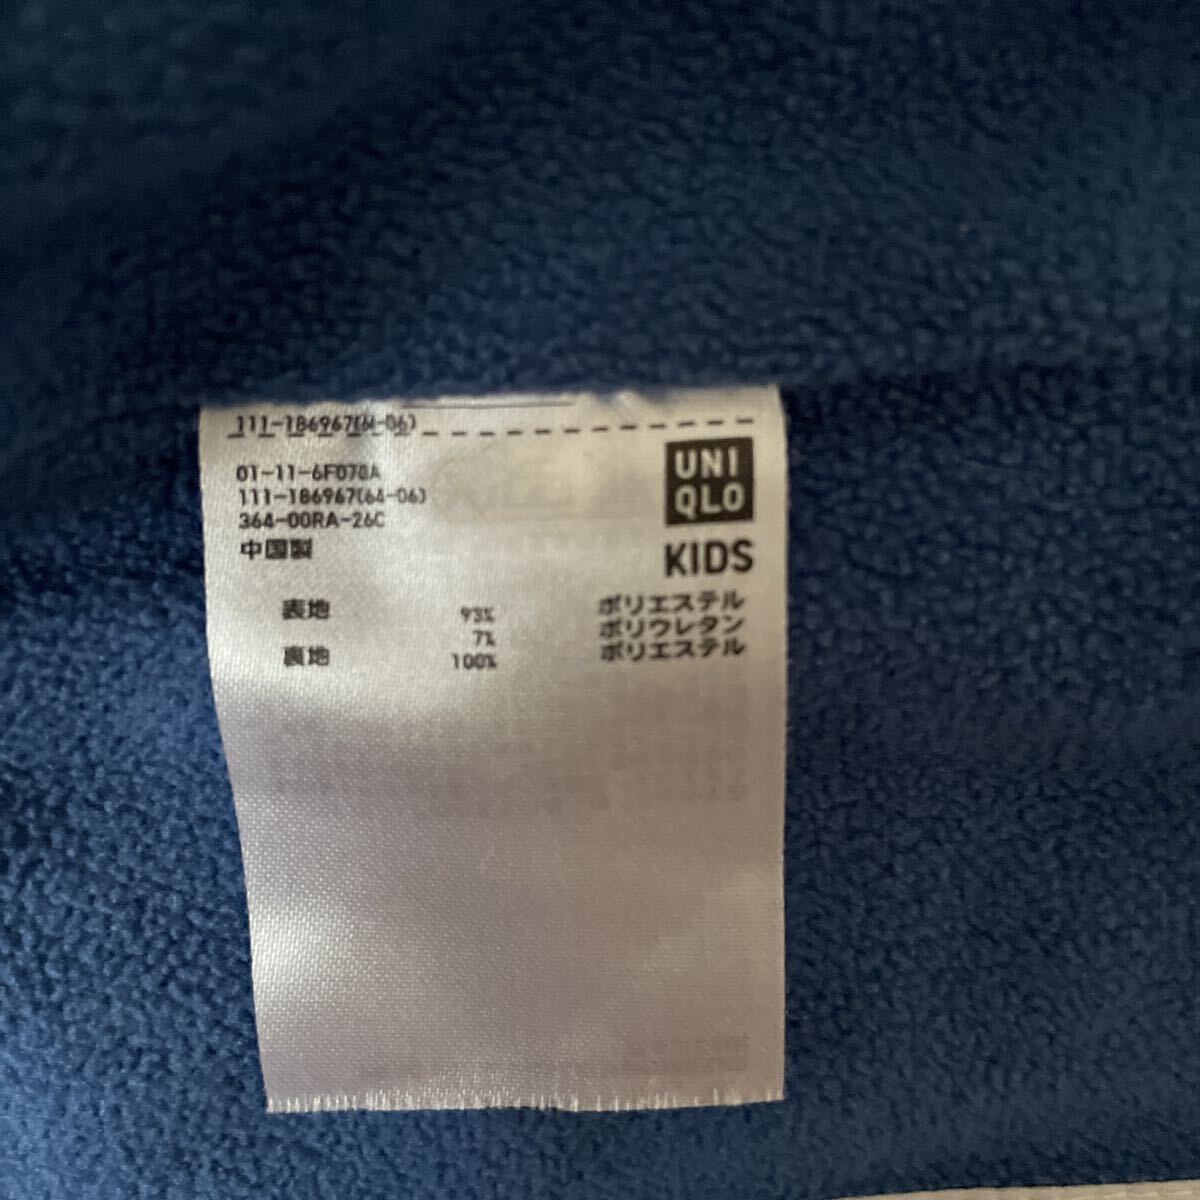 111-186967(64-06)
01-11-6F070A
111-186967(64-06)
364-00RA-26C
中国製
UNI
QLO
KIDS
表地 93% ポリエステル
7% ポリウレタン
裏地 100% ポリエステル